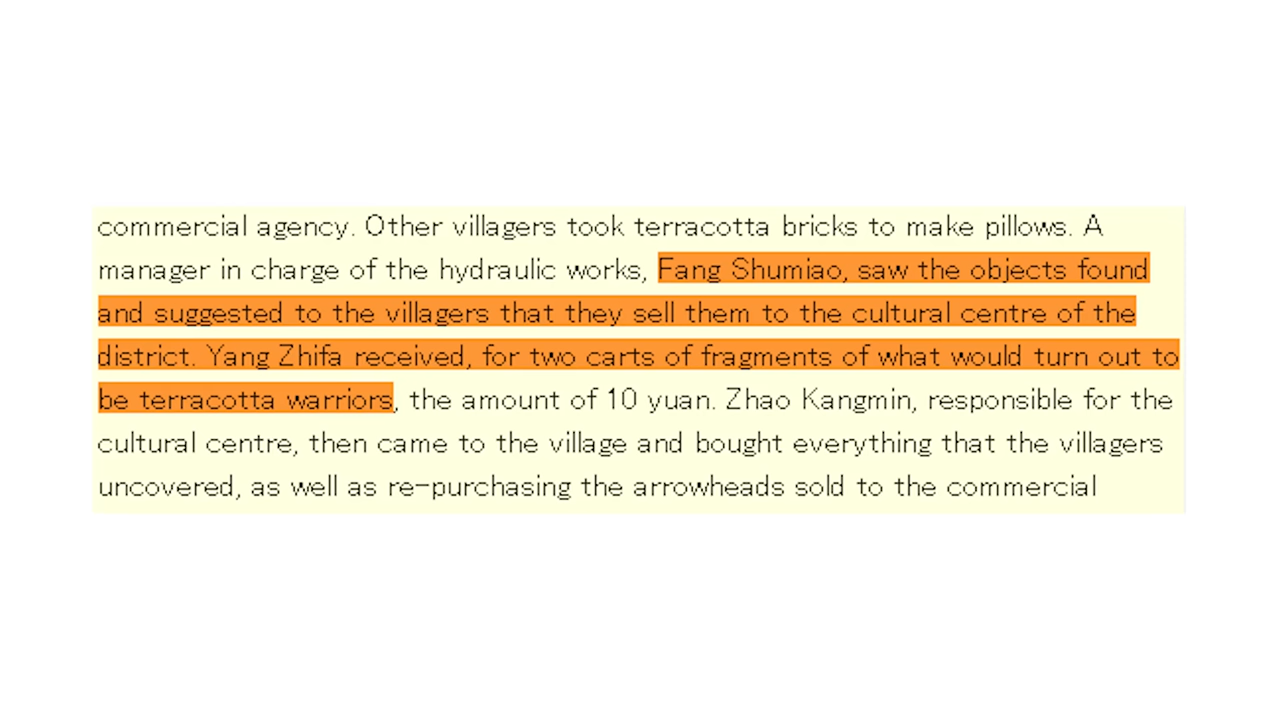 commercial agency. Other villagers took terracotta bricks to make pillows. A
manager in charge of the hydraulic works, Fang Shumiao, saw the objects found
and suggested to the villagers that they sell them to the cultural centre of the
district. Yang Zhifa received, for two carts of fragments of what would turn out to
be terracotta warriors, the amount of 10 yuan. Zhao Kangmin, responsible for the
cultural centre, then came to the village and bought everything that the villagers
uncovered, as well as re-purchasing the arrowheads sold to the commercial